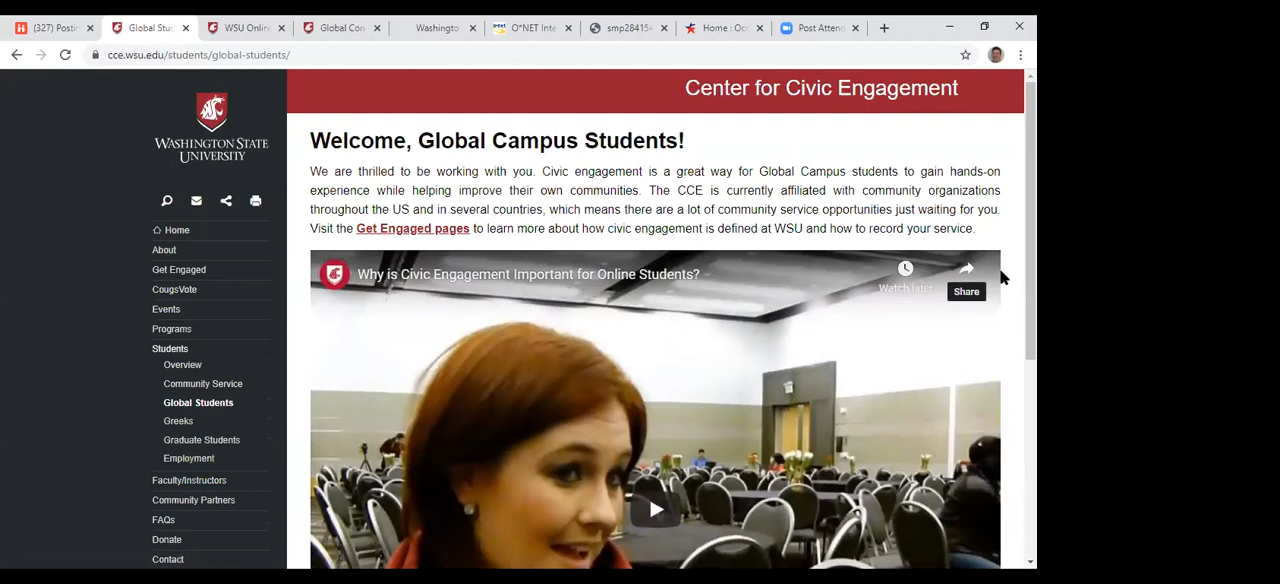 (327) Postin
Global Stud
WSU Online
Global Con
Washingto
O*NET Inte
smp28415
Home : Occ
Post Attend
cce.wsu.edu/students/global-students/
WASHINGTON STATE
UNIVERSITY
Home
About
Get Engaged
CougsVote
Events
Programs
Students
Overview
Community Service
Global Students
Greeks
Graduate Students
Employment
Faculty/Instructors
Community Partners
FAQs
Donate
Contact
Center for Civic Engagement
Welcome, Global Campus Students!
We are thrilled to be working with you. Civic engagement is a great way for Global Campus students to gain hands-on
experience while helping improve their own communities. The CCE is currently affiliated with community organizations
throughout the US and in several countries, which means there are a lot of community service opportunities just waiting for you.
Visit the Get Engaged pages to learn more about how civic engagement is defined at WSU and how to record your service.
Why is Civic Engagement Important for Online Students?
Watch later
Share